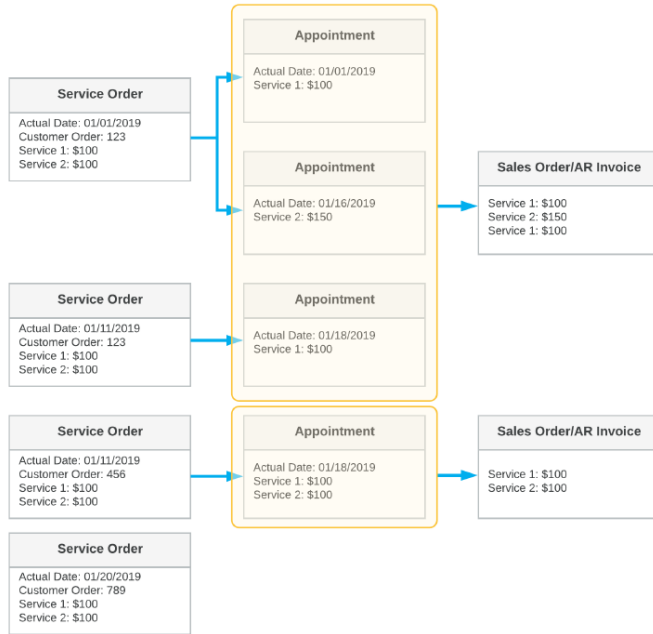 Appointment
Actual Date: 01/01/2019
Service 1: $100
Service Order
Actual Date: 01/01/2019
Customer Order: 123
Service 1: $100
Service 2: $100
Appointment
Actual Date: 01/16/2019
Service 2: $150
Sales Order/AR Invoice
Service 1: $100
Service 2: $150
Service 1: $100
Service Order
Actual Date: 01/11/2019
Customer Order: 123
Service 1: $100
Service 2: $100
Appointment
Actual Date: 01/18/2019
Service 1: $100
Service Order
Actual Date: 01/11/2019
Customer Order: 456
Service 1: $100
Service 2: $100
Appointment
Actual Date: 01/18/2019
Service 1: $100
Service 2: $100
Sales Order/AR Invoice
Service 1: $100
Service 2: $100
Service Order
Actual Date: 01/20/2019
Customer Order: 789
Service 1: $100
Service 2: $100